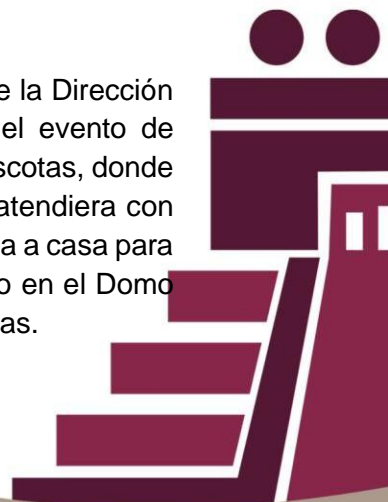 e la Dirección
el evento de
scotas, donde
atendiera con
a a casa para
o en el Domo
as.